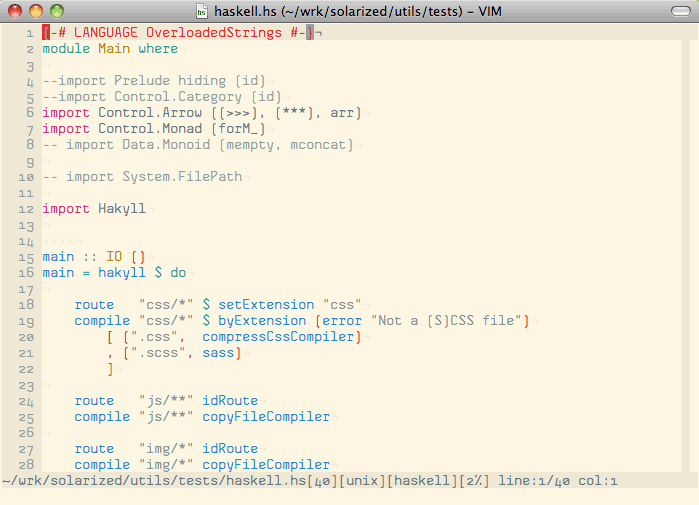 haskell.hs (~/wrk/solarized/utils/tests) – VIM
1 {-# LANGUAGE OverloadedStrings #-}
2 module Main where
3
4 --import Prelude hiding (id)
5 --import Control.Category (id)
6 import Control.Arrow ((>>>), (***), arr)
7 import Control.Monad (forM_)
8 -- import Data.Monoid (mempty, mconcat)
9
10 -- import System.FilePath
11
12 import Hakyll
13
14
15 main :: IO ()
16 main = hakyll $ do
17
18     route   "css/*" $ setExtension "css"
19     compile "css/*" $ byExtension (error "Not a (S)CSS file")
20         [ (".css",  compressCssCompiler)
21         , (".scss", sass)
22         ]
23
24     route   "js/**" idRoute
25     compile "js/**" copyFileCompiler
26
27     route   "img/*" idRoute
28     compile "img/*" copyFileCompiler
~/wrk/solarized/utils/tests/haskell.hs[40][unix][haskell][2%] line:1/40 col:1